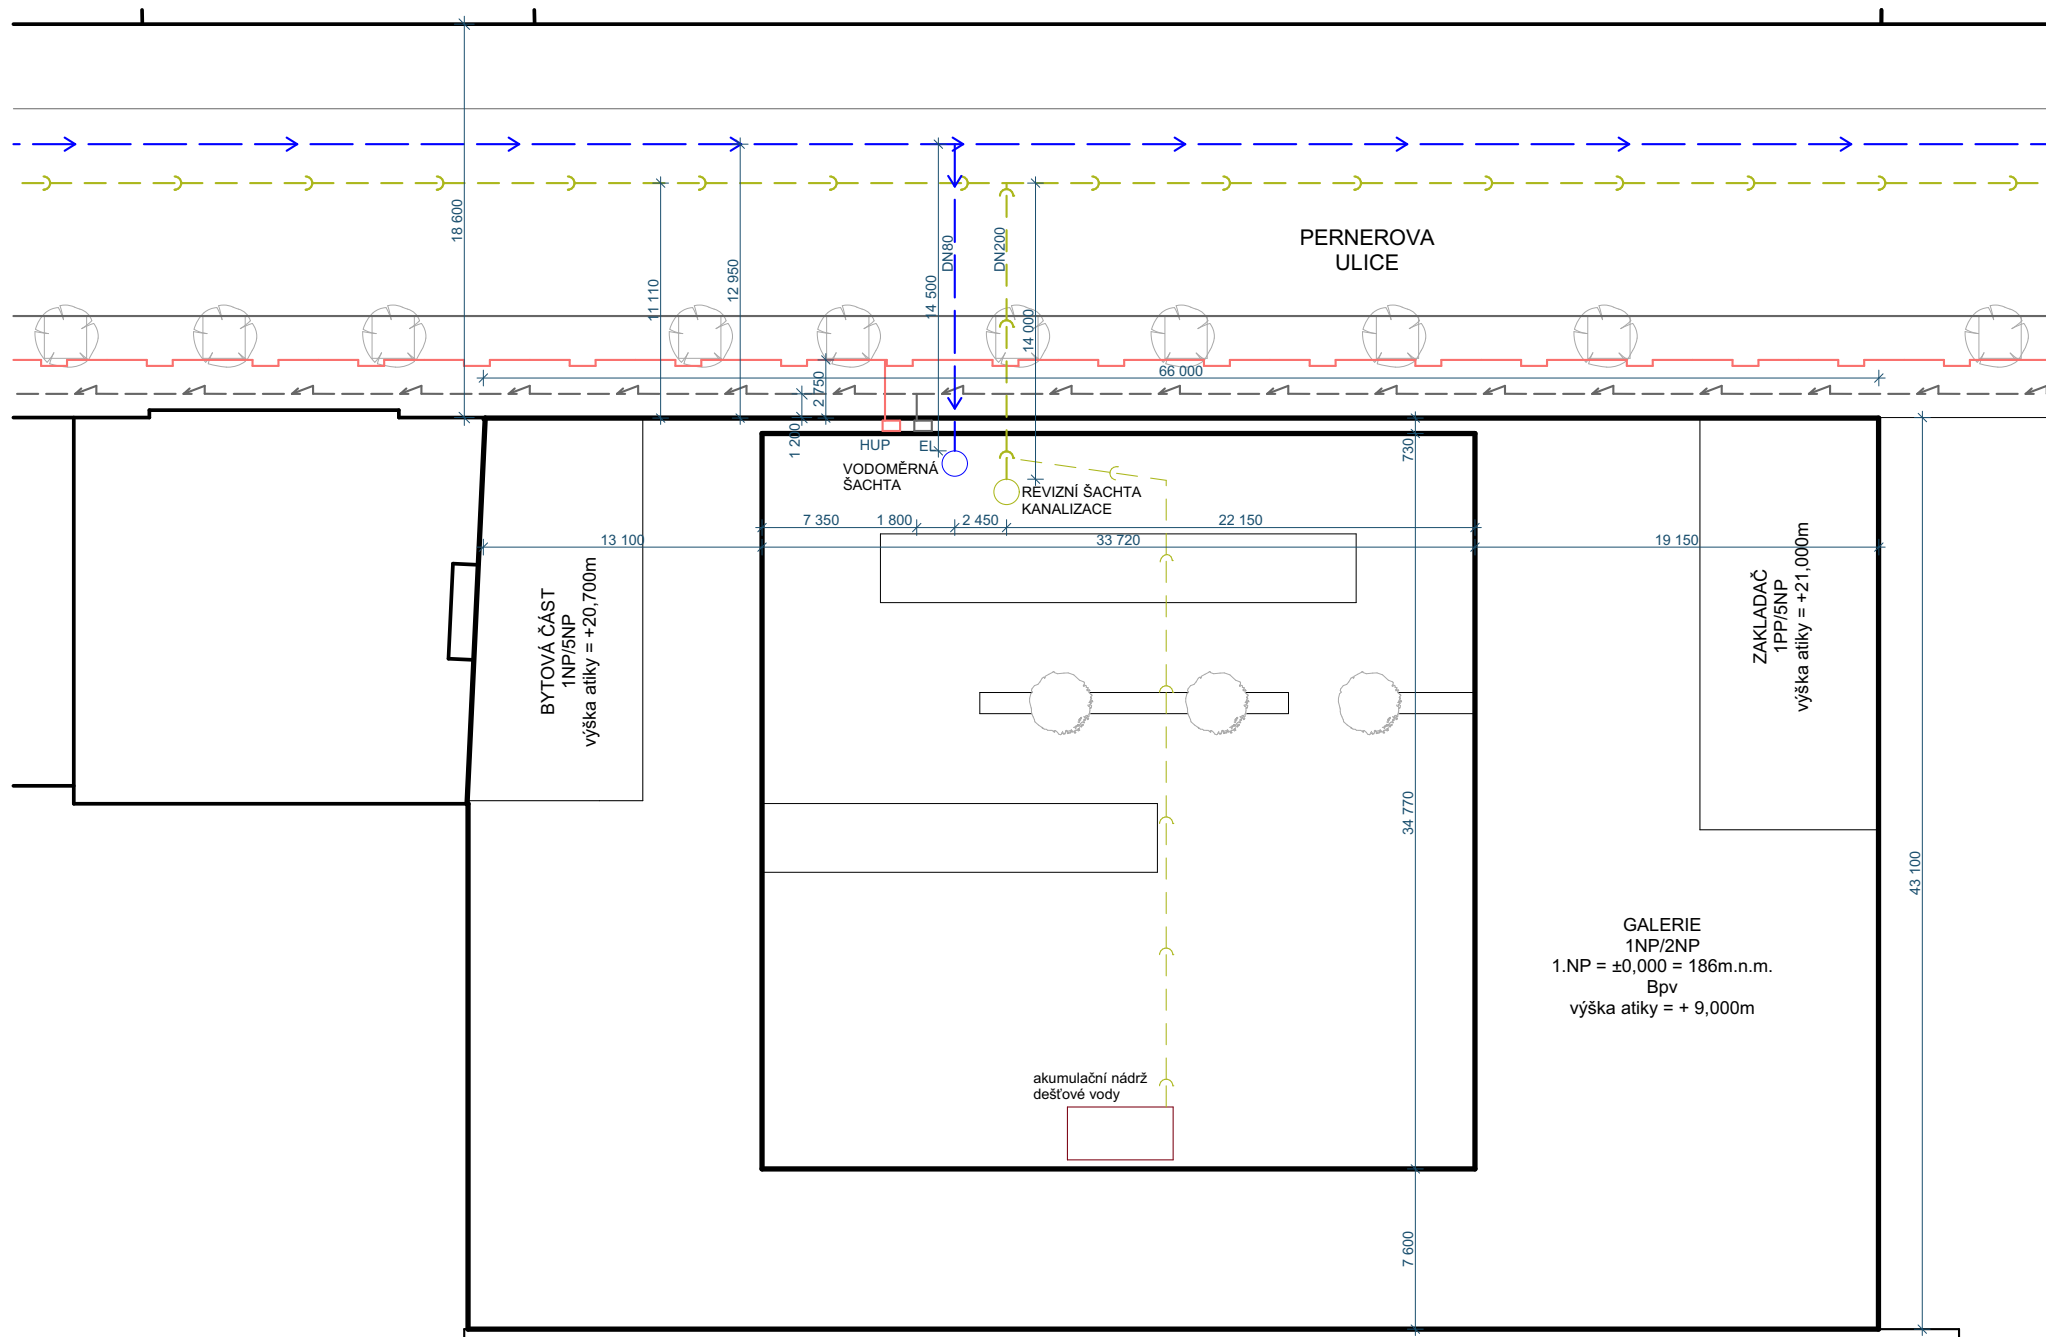 18 600
11 110
12 950
14 500
DN80
DN200
14 000
PERNEROVA
ULICE
66 000
2 750
1 200
HUP
EL
VODOMĚRNÁ
ŠACHTA
REVIZNÍ ŠACHTA
KANALIZACE
730
7 350
1 800
2 450
22 150
13 100
33 720
19 150
BYTOVÁ ČÁST
1NP/5NP
výška atiky = +20,700m
ZAKLADAČ
1PP/5NP
výška atiky = +21,000m
34 770
43 100
GALERIE
1NP/2NP
1.NP = ±0,000 = 186m.n.m.
Bpv
výška atiky = + 9,000m
akumulační nádrž
dešťové vody
7 600